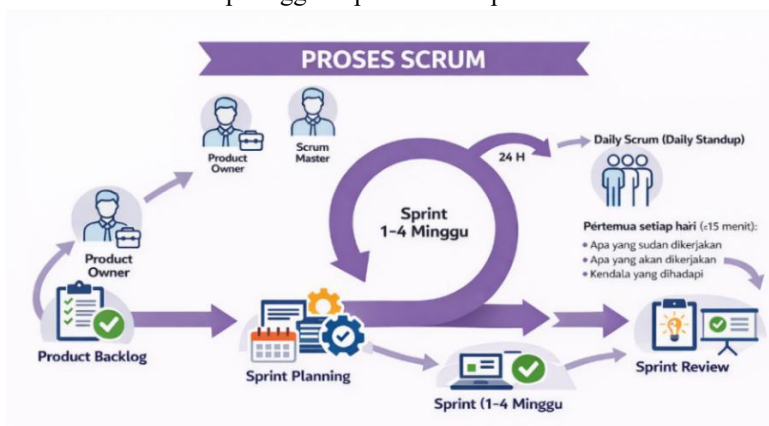 PROSES SCRUM
Product
Owner
Scrum
Master
Product
Owner
Product Backlog
Sprint Planning
Sprint
1-4 Minggu
24 H
Daily Scrum (Daily Standup)
Pértemua setiap hari (≤15 menit):
• Apa yang sudan dikerjakan
• Apa yang akan dikerjakan
• Kendala yang dihadapi
Sprint (1-4 Minggu
Sprint Review